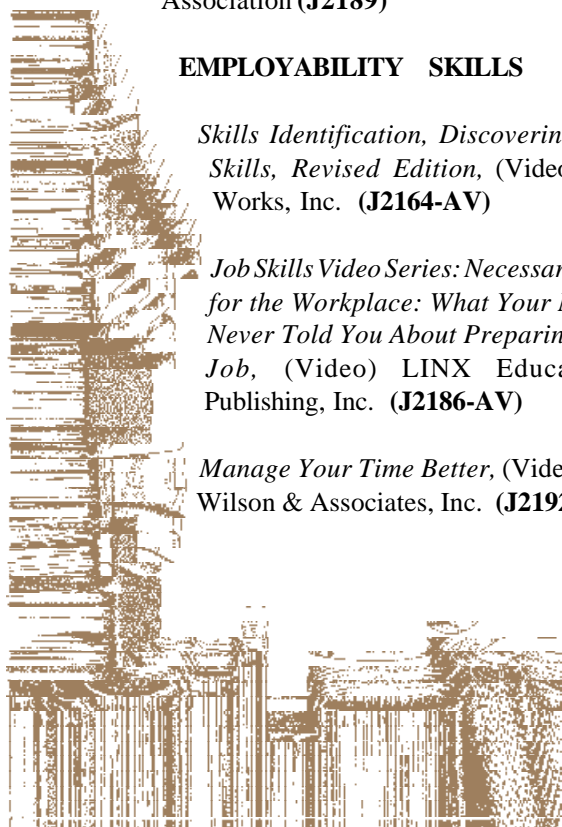 Association (J2189)
EMPLOYABILITY SKILLS
Skills Identification, Discoverin
Skills, Revised Edition, (Video
Works, Inc. (J2164-AV)
Job Skills Video Series: Necessar
for the Workplace: What Your
Never Told You About Preparin
Job, (Video) LINX Educa
Publishing, Inc. (J2186-AV)
Manage Your Time Better, (Vide
Wilson & Associates, Inc. (J2192